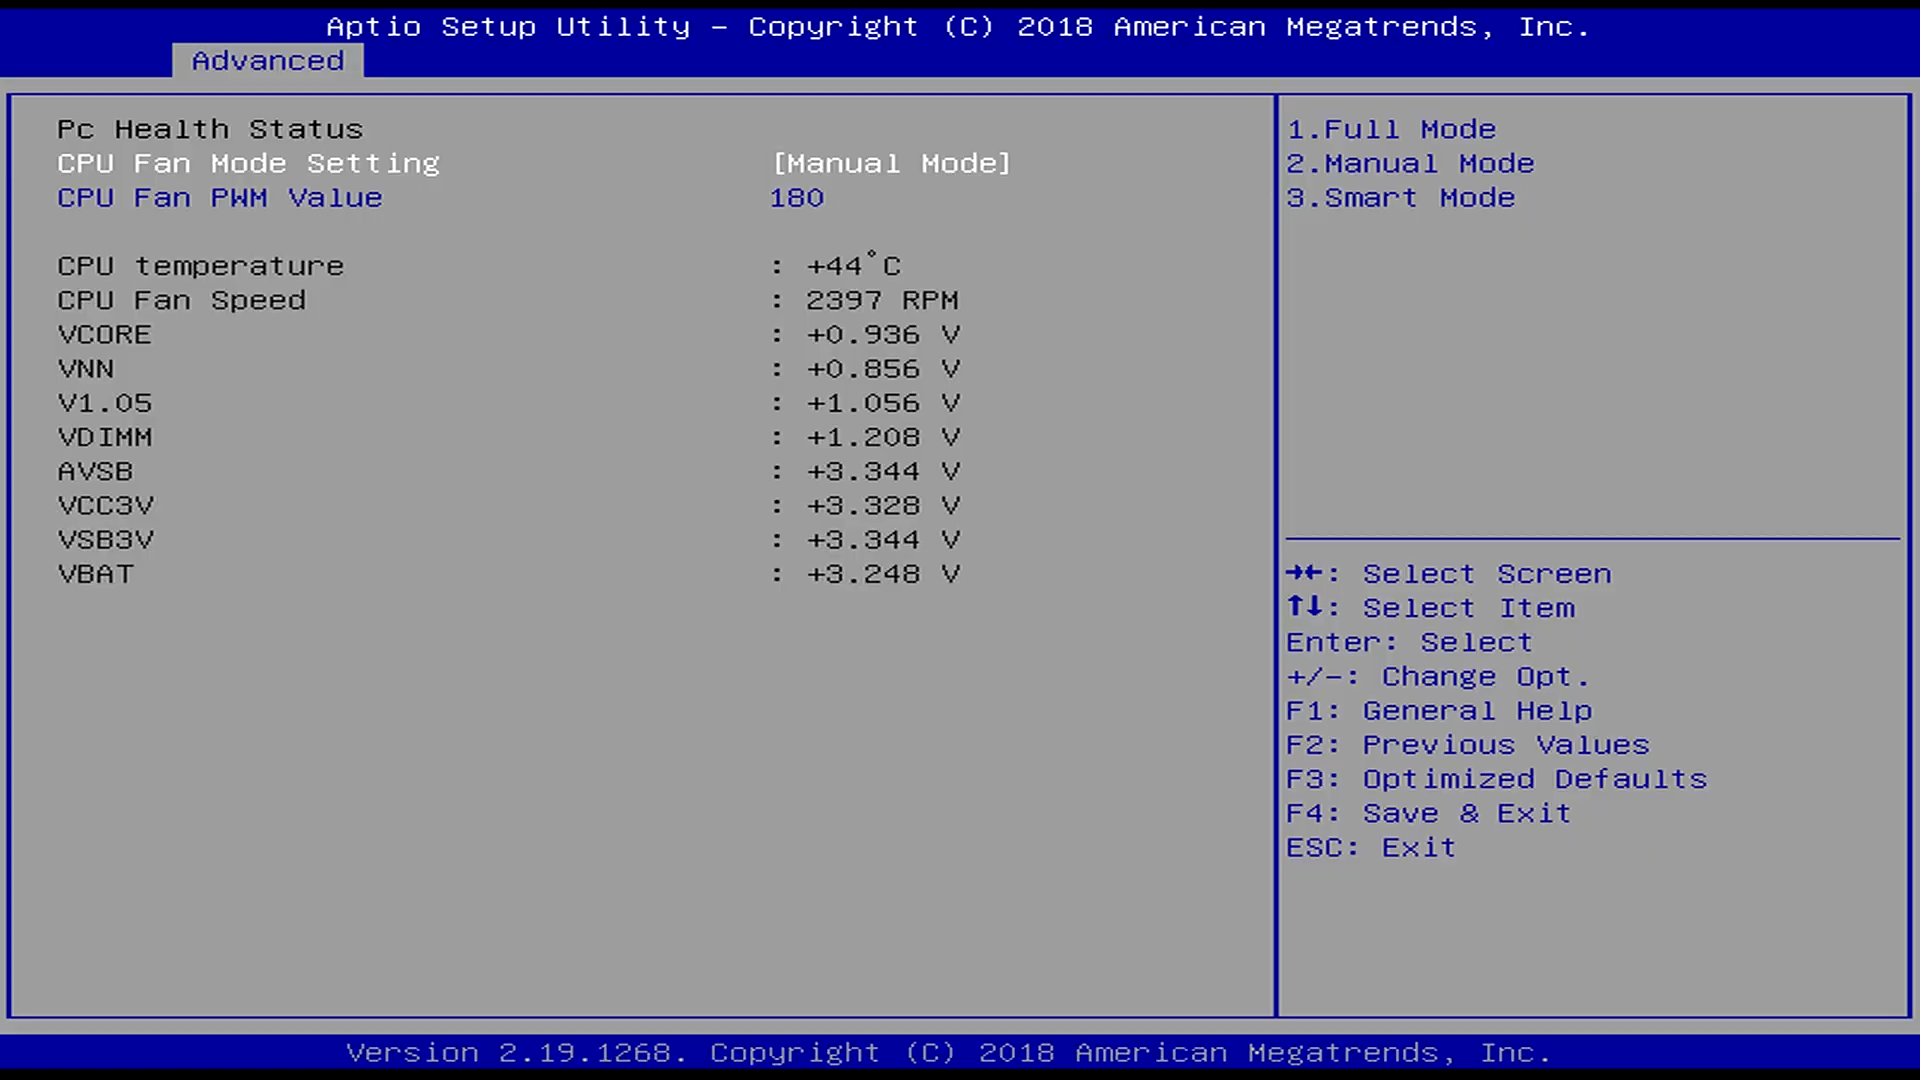 Aptio Setup Utility – Copyright (C) 2018 American Megatrends, Inc.
Advanced
Pc Health Status
CPU Fan Mode Setting [Manual Mode]
CPU Fan PWM Value 180
CPU temperature : +44°C
CPU Fan Speed : 2397 RPM
VCORE : +0.936 V
VNN : +0.856 V
V1.05 : +1.056 V
VDIMM : +1.208 V
AVSB : +3.344 V
VCC3V : +3.328 V
VSB3V : +3.344 V
VBAT : +3.248 V
1.Full Mode
2.Manual Mode
3.Smart Mode
→←: Select Screen
↑↓: Select Item
Enter: Select
+/-: Change Opt.
F1: General Help
F2: Previous Values
F3: Optimized Defaults
F4: Save & Exit
ESC: Exit
Version 2.19.1268. Copyright (C) 2018 American Megatrends, Inc.